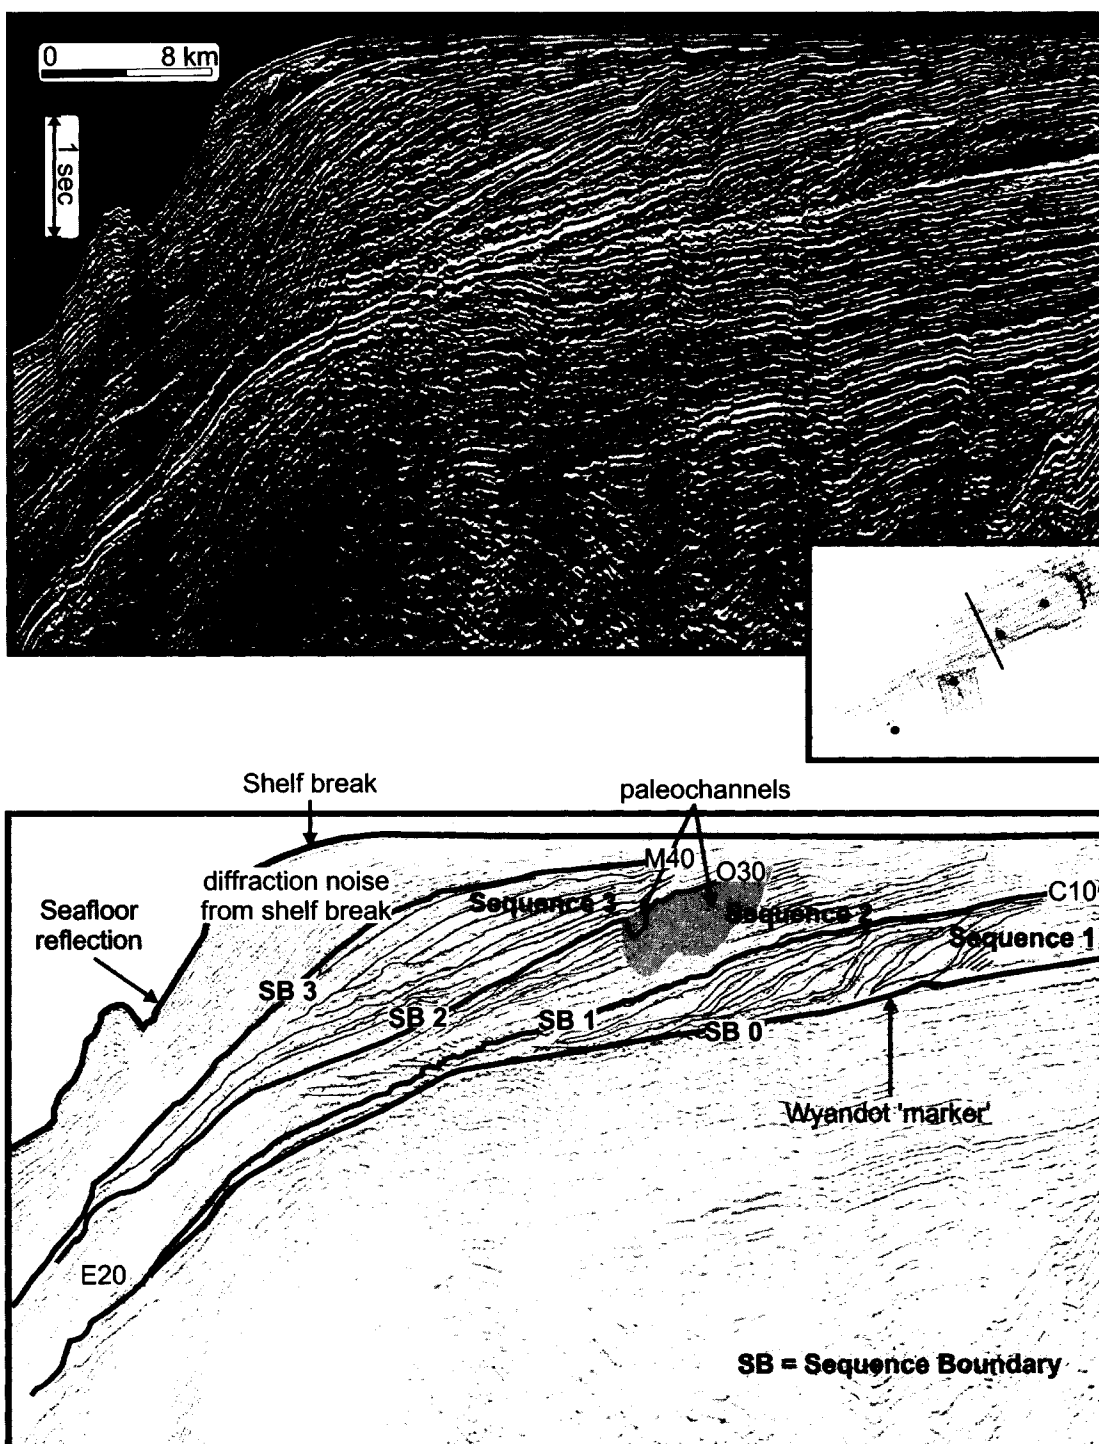 0 8 km
1 sec
Shelf break
paleochannels
M40
O30
diffraction noise
from shelf break
Sequence 3
Sequence 2
C10
Seafloor
reflection
Sequence 1
SB 3
SB 2
SB 1
SB 0
Wyandot 'marker'
E20
SB = Sequence Boundary